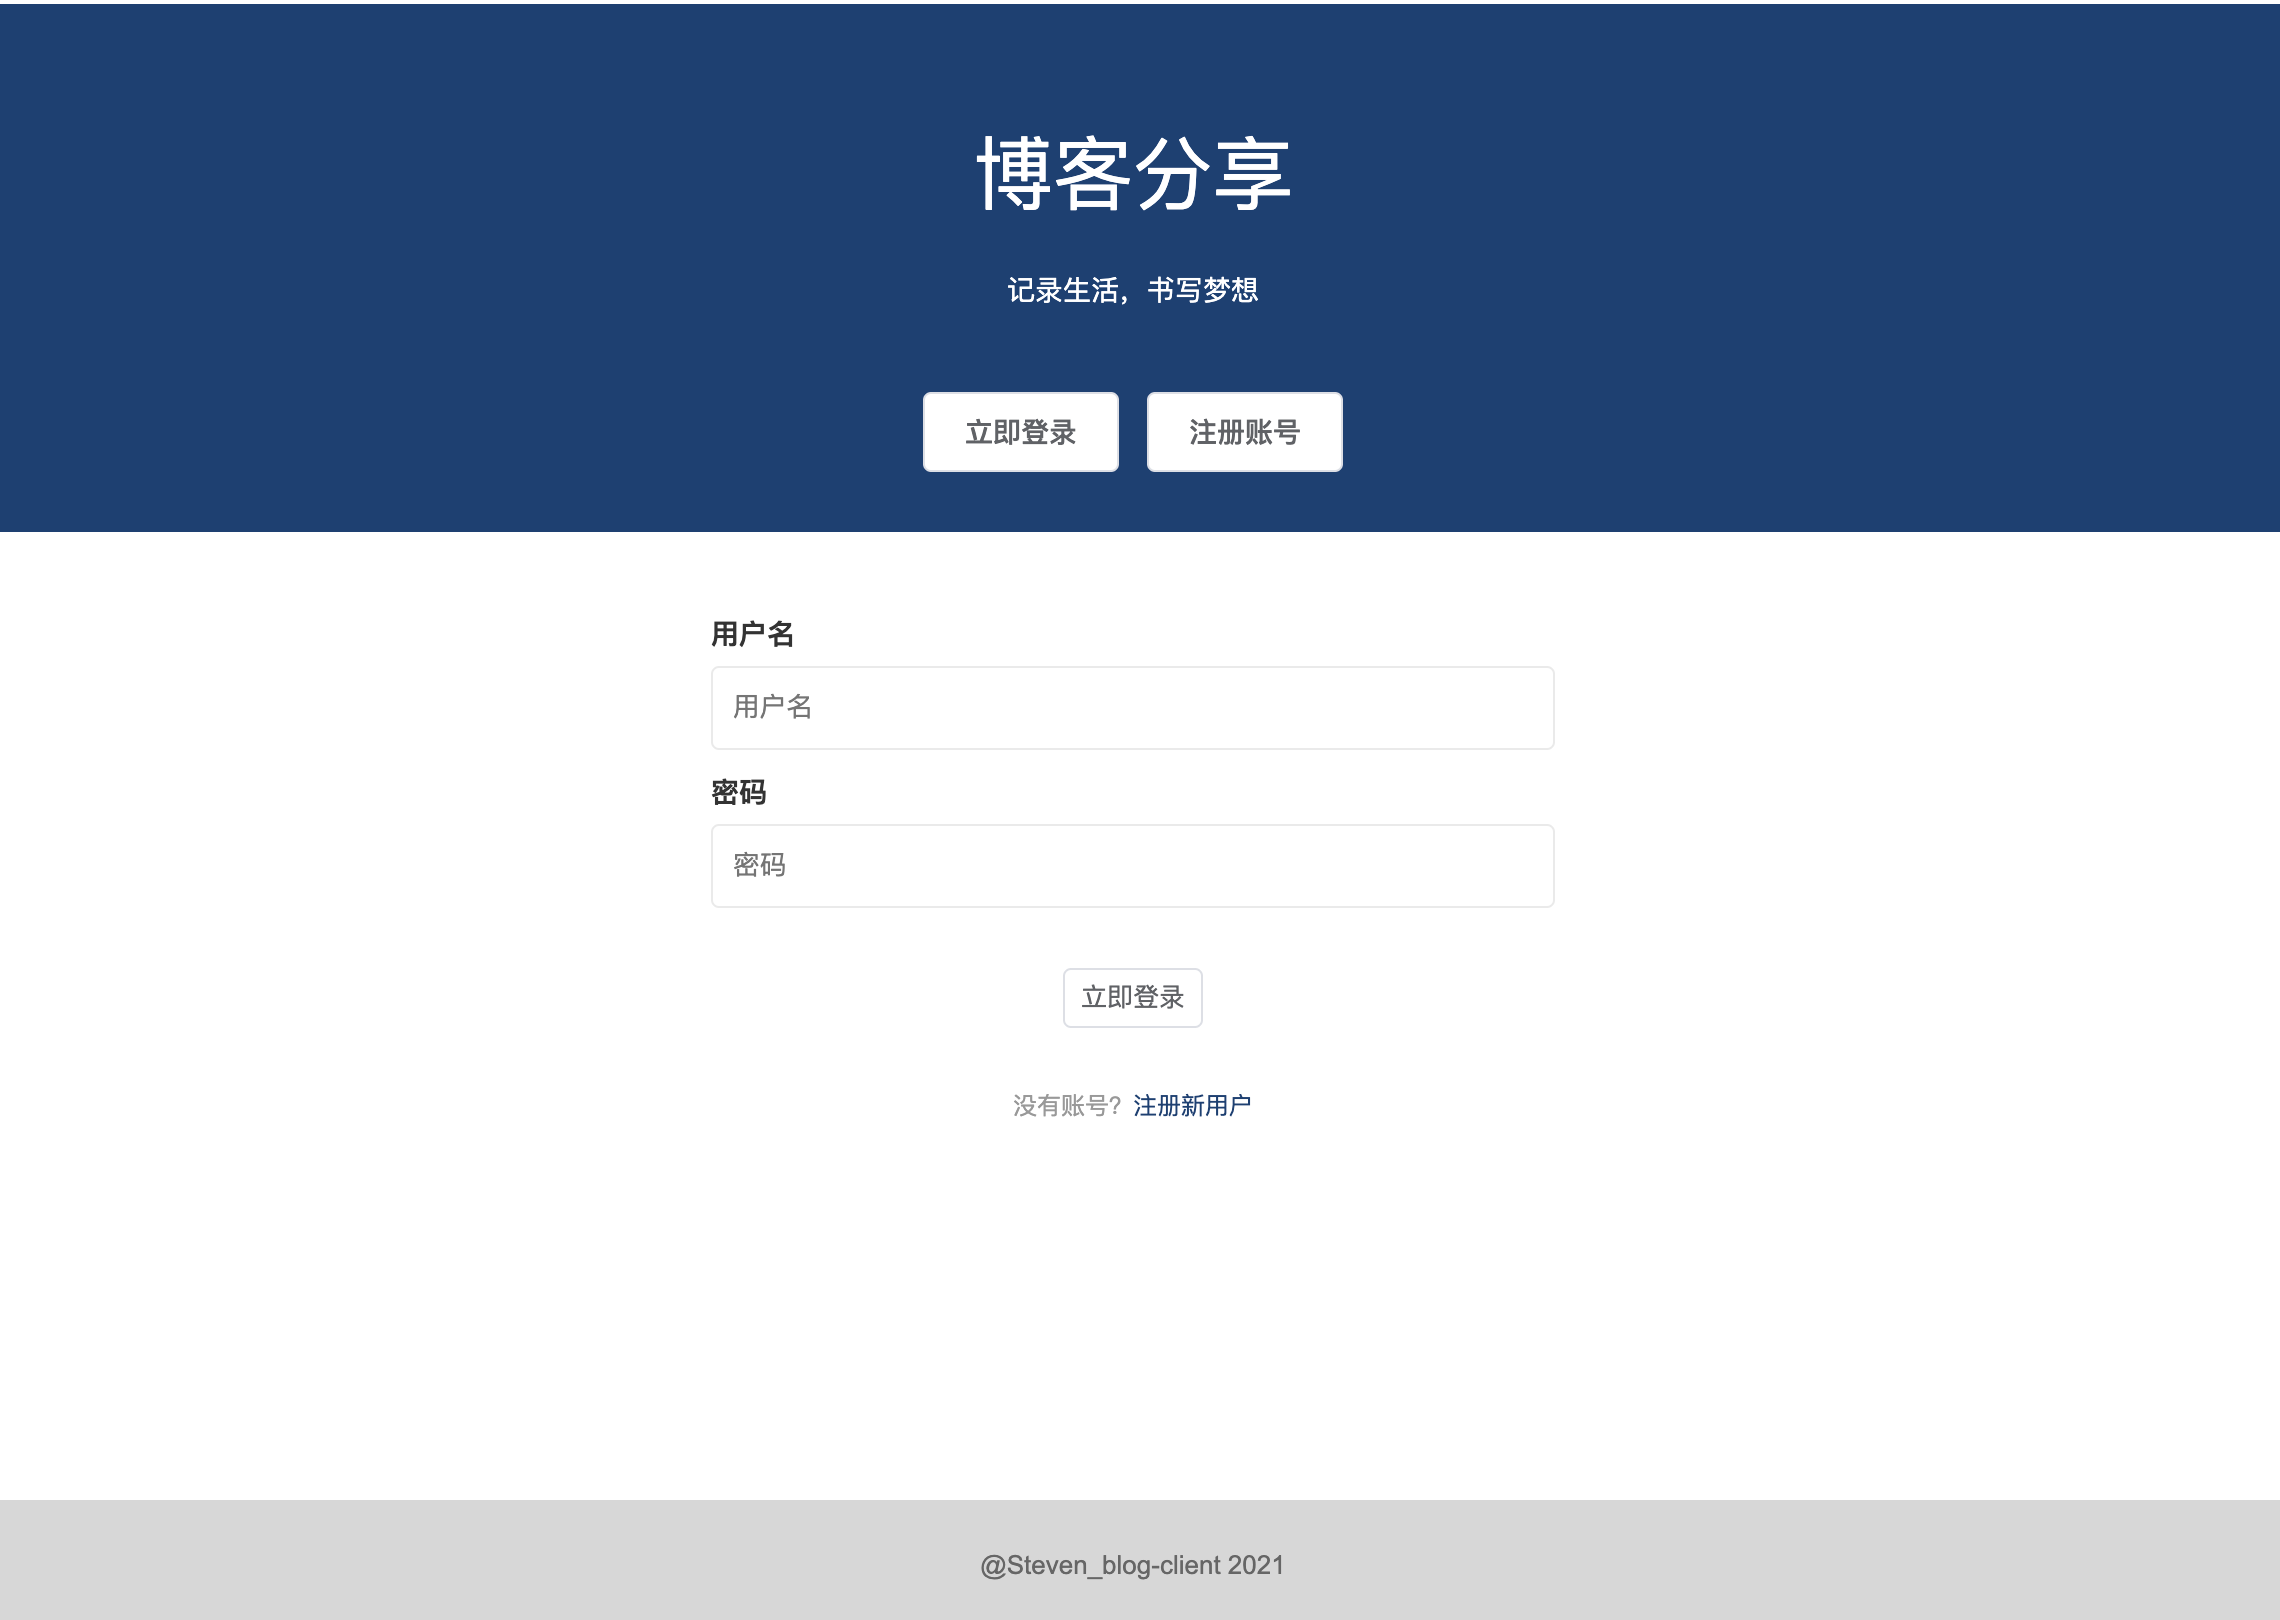 博客分享
记录生活，书写梦想
立即登录 注册账号
用户名
用户名
密码
密码
立即登录
没有账号？注册新用户
@Steven_blog-client 2021